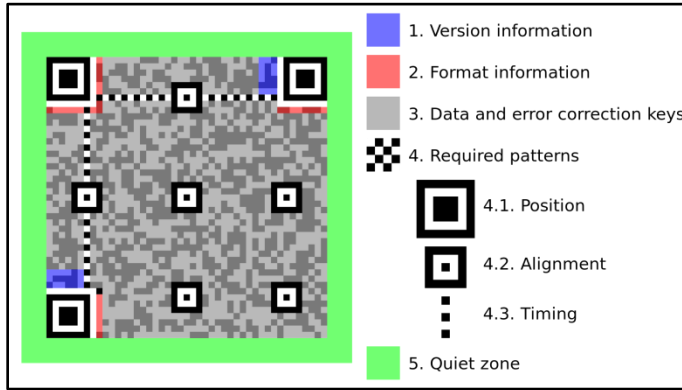 1. Version information
2. Format information
3. Data and error correction keys
4. Required patterns
4.1. Position
4.2. Alignment
4.3. Timing
5. Quiet zone